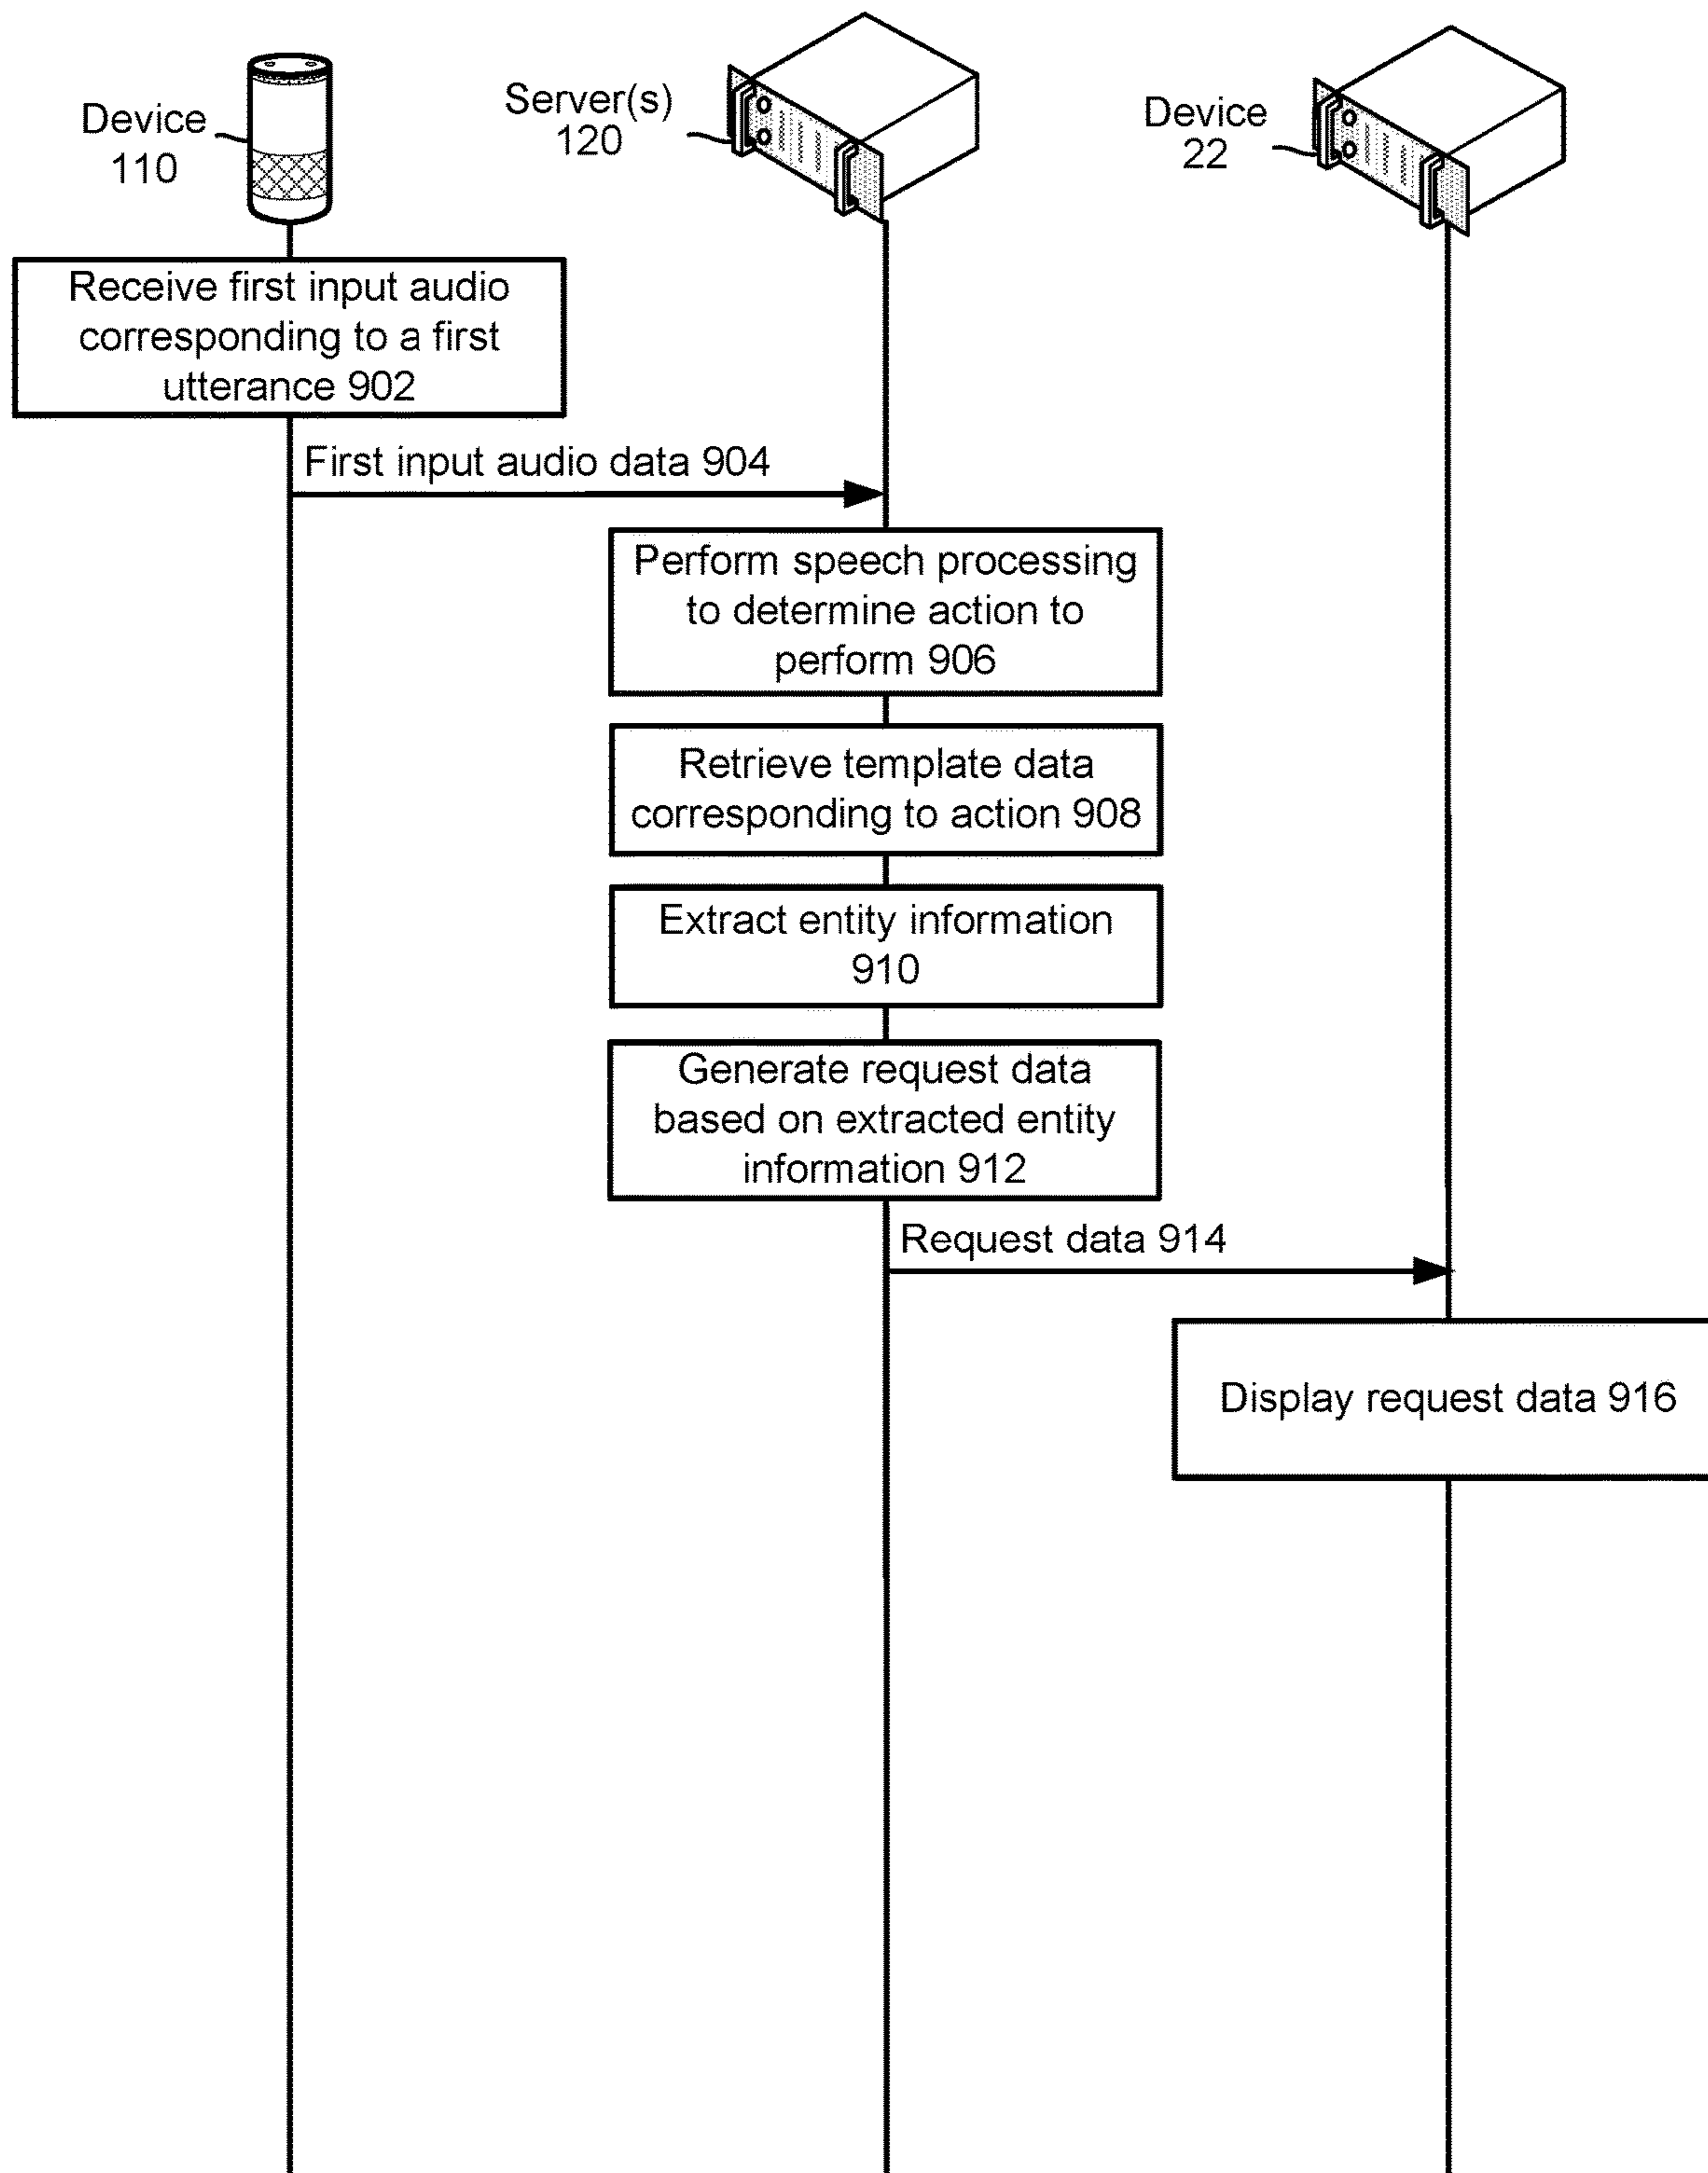 Device
110
Server(s)
120
Device
22
Receive first input audio
corresponding to a first
utterance 902
First input audio data 904
Perform speech processing
to determine action to
perform 906
Retrieve template data
corresponding to action 908
Extract entity information
910
Generate request data
based on extracted entity
information 912
Request data 914
Display request data 916